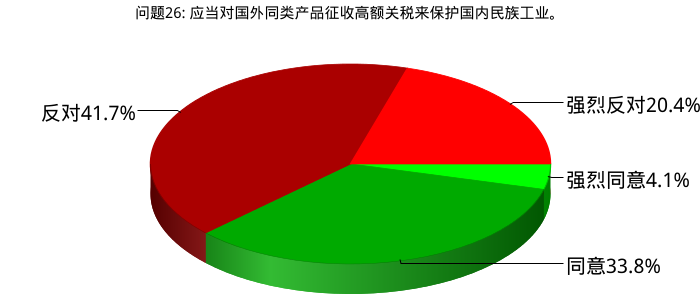 问题26: 应当对国外同类产品征收高额关税来保护国内民族工业。
强烈反对20.4%
反对41.7%
强烈同意4.1%
同意33.8%